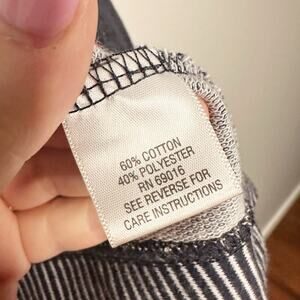 60% COTTON
40% POLYESTER
RN 69016
SEE REVERSE FOR
CARE INSTRUCTIONS